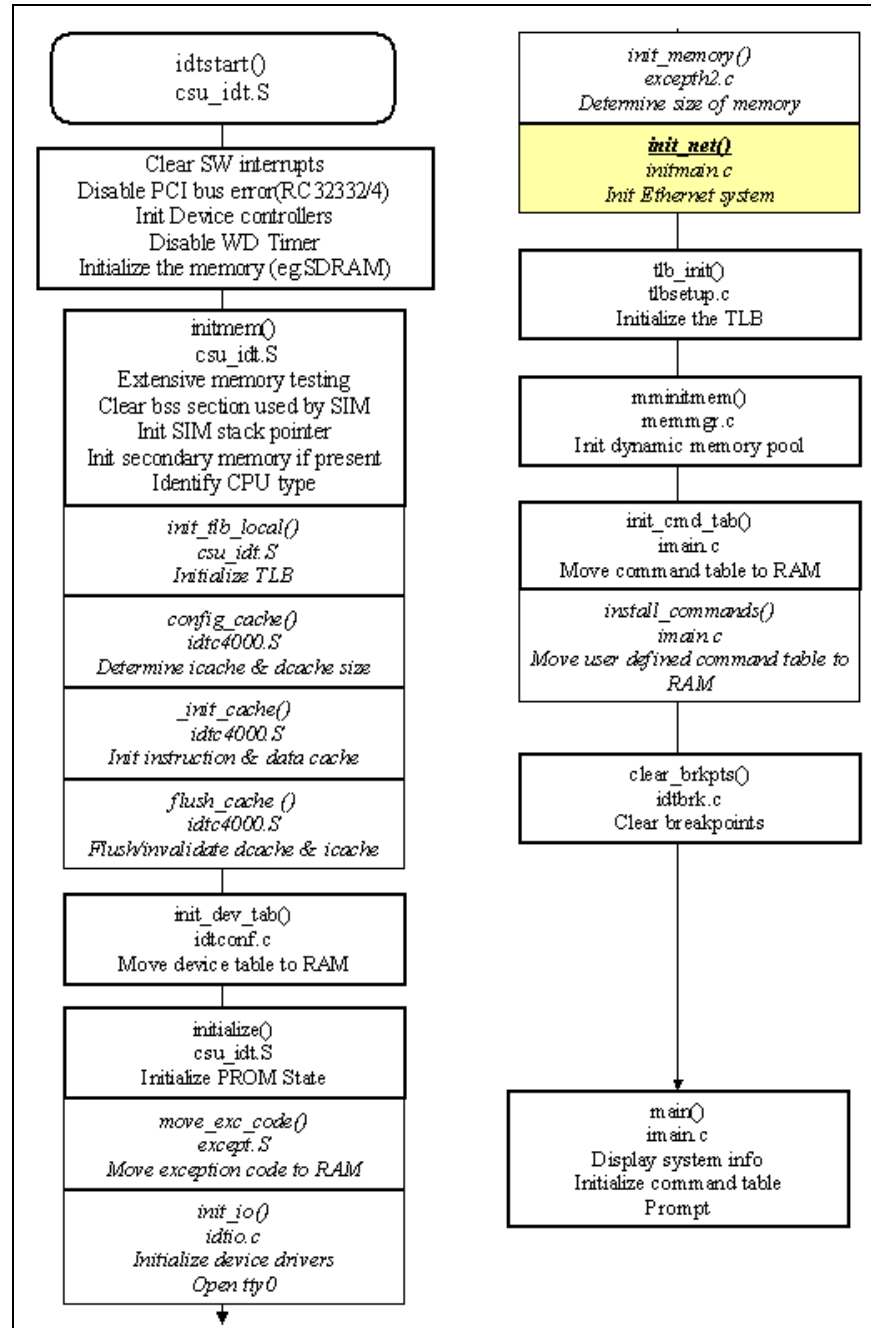 idtstart()
csu_idt.S
Clear SW interrupts
Disable PCI bus error(RC32332/4)
Init Device controllers
Disable WD Timer
Initialize the memory (eg.SDRAM)
initmem()
csu_idt.S
Extensive memory testing
Clear bss section used by SIM
Init SIM stack pointer
Init secondary memory if present
Identify CPU type
init_tlb_local()
csu_idt.S
Initialize TLB
config_cache()
idtc4000.S
Determine icache & dcache size
_init_cache()
idtc4000.S
Init instruction & data cache
flush_cache ()
idtc4000.S
Flush/invalidate dcache & icache
init_dev_tab()
idtconf.c
Move device table to RAM
initialize()
csu_idt.S
Initialize PROM State
move_exc_code()
except.S
Move exception code to RAM
init_io()
idtio.c
Initialize device drivers
Open tty0
init_memory()
excepth2.c
Determine size of memory
init_net()
initmain.c
Init Ethernet system
tlb_init()
tlbsetup.c
Initialize the TLB
mminitmem()
memmgr.c
Init dynamic memory pool
init_cmd_tab()
imain.c
Move command table to RAM
install_commands()
imain.c
Move user defined command table to
RAM
clear_brkpts()
idtbrk.c
Clear breakpoints
main()
imain.c
Display system info
Initialize command table
Prompt